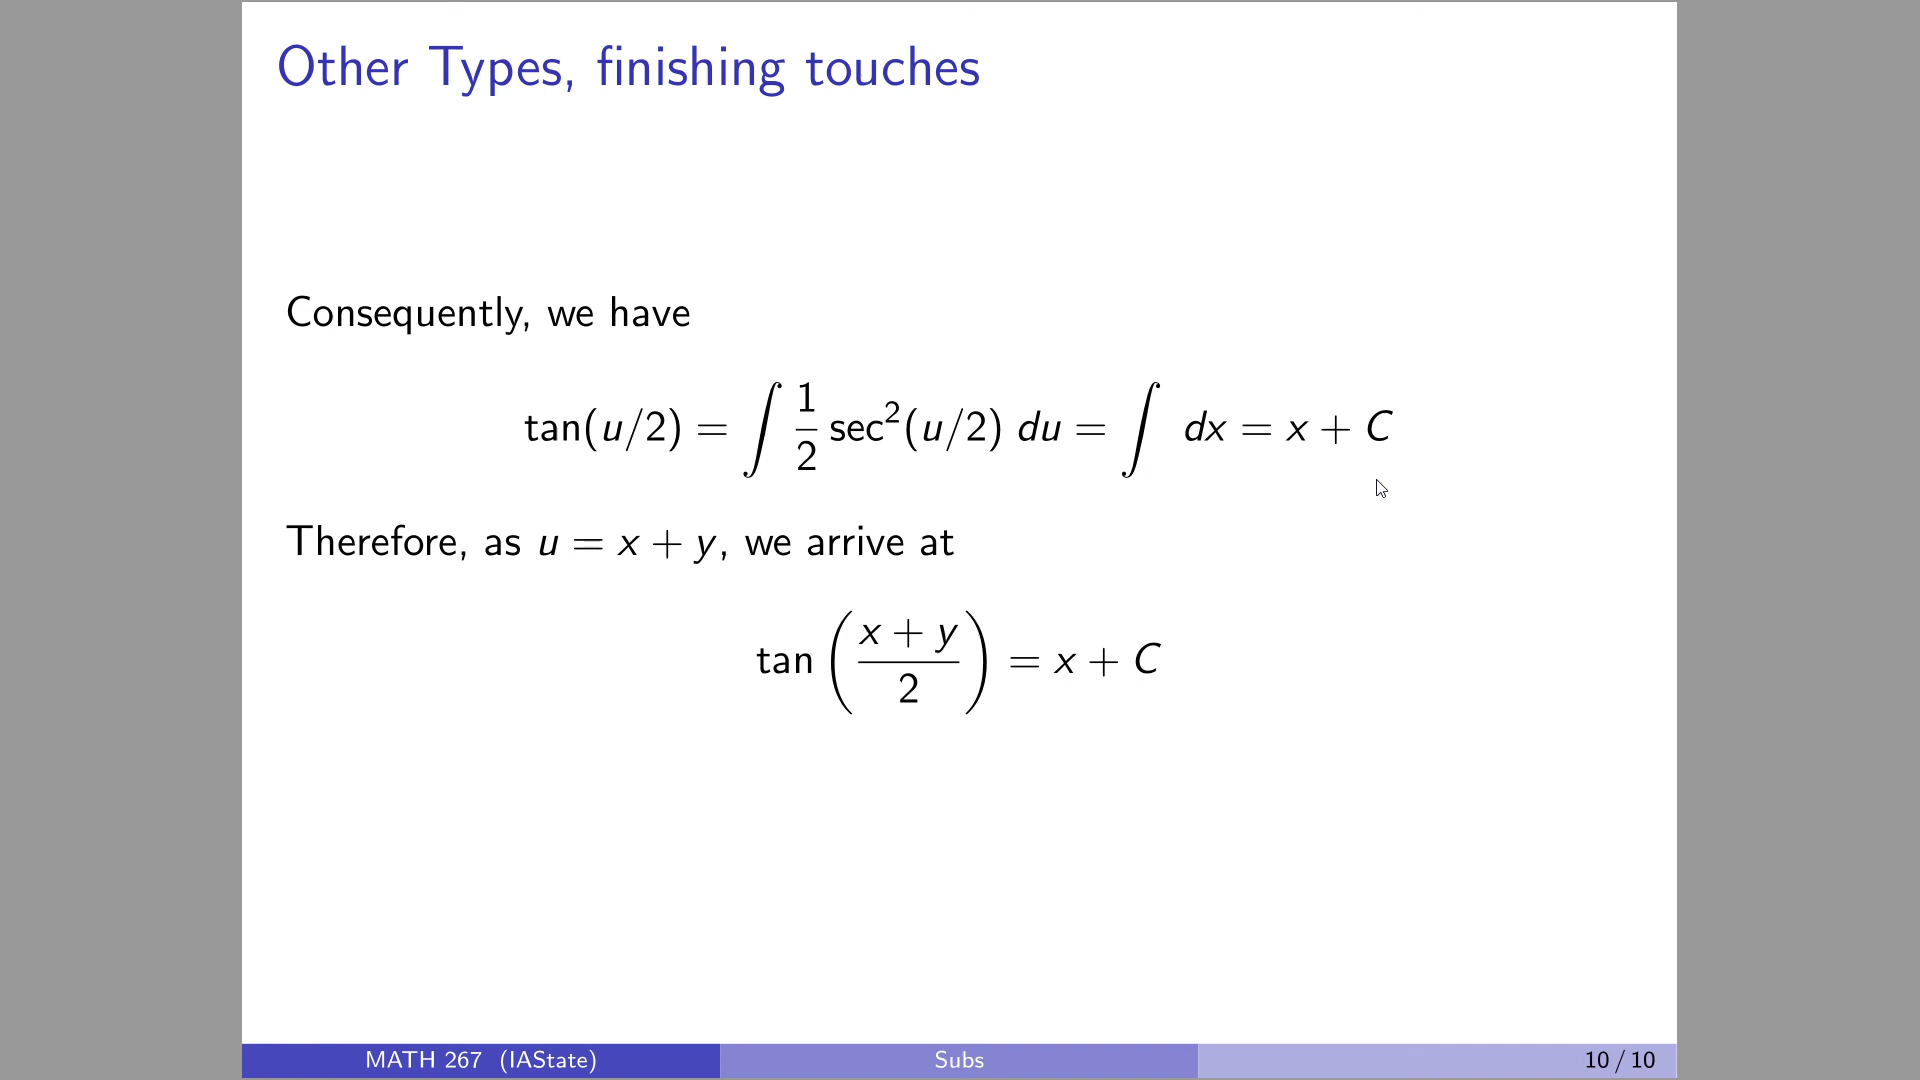 Other Types, finishing touches
Consequently, we have
tan(u/2) = ∫ 1/2 sec²(u/2) du = ∫ dx = x + C
Therefore, as u = x + y, we arrive at
tan((x + y)/2) = x + C
MATH 267 (IAState) Subs 10 / 10